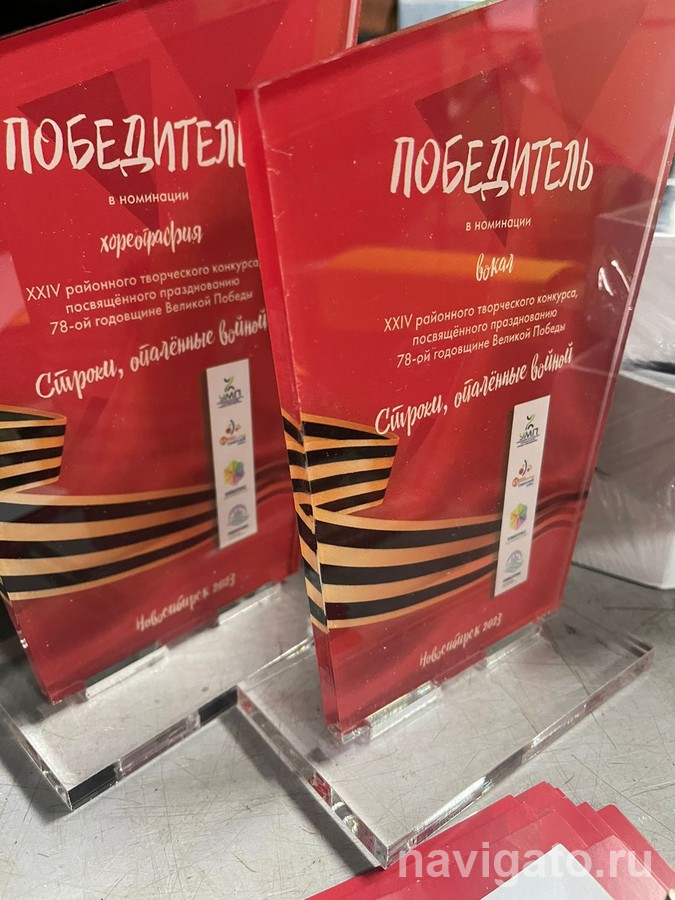 ПОБЕДИТЕЛЬ
в номинации
хореография
XXIV районного творческого конкурса,
посвящённого празднованию
78-ой годовщине Великой Победы
Строки, опалённые войной
УМП
Новосибирск 2023
ПОБЕДИТЕЛЬ
в номинации
вокал
XXIV районного творческого конкурса,
посвящённого празднованию
78-ой годовщине Великой Победы
Строки, опалённые войной
УМП
Новосибирск 2023
navigato.ru